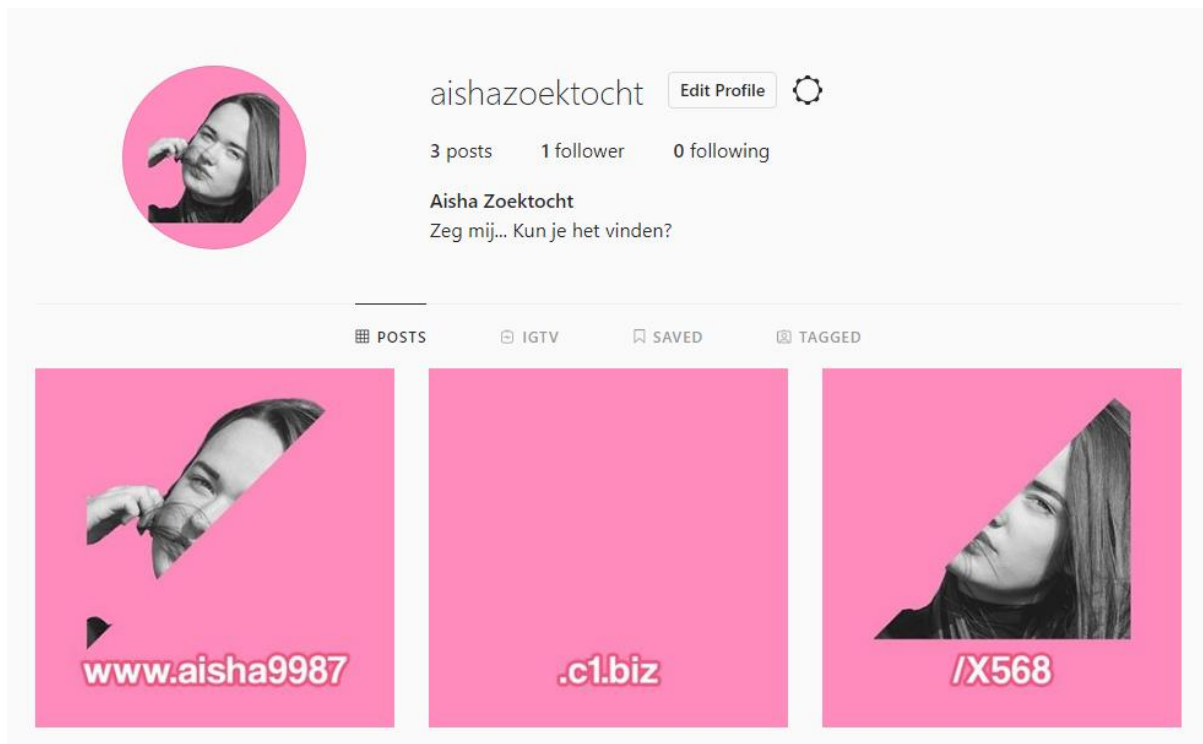 aishazoektocht Edit Profile
3 posts 1 follower 0 following
Aisha Zoektocht
Zeg mij... Kun je het vinden?
POSTS IGTV SAVED TAGGED
www.aisha9987 .c1.biz /X568